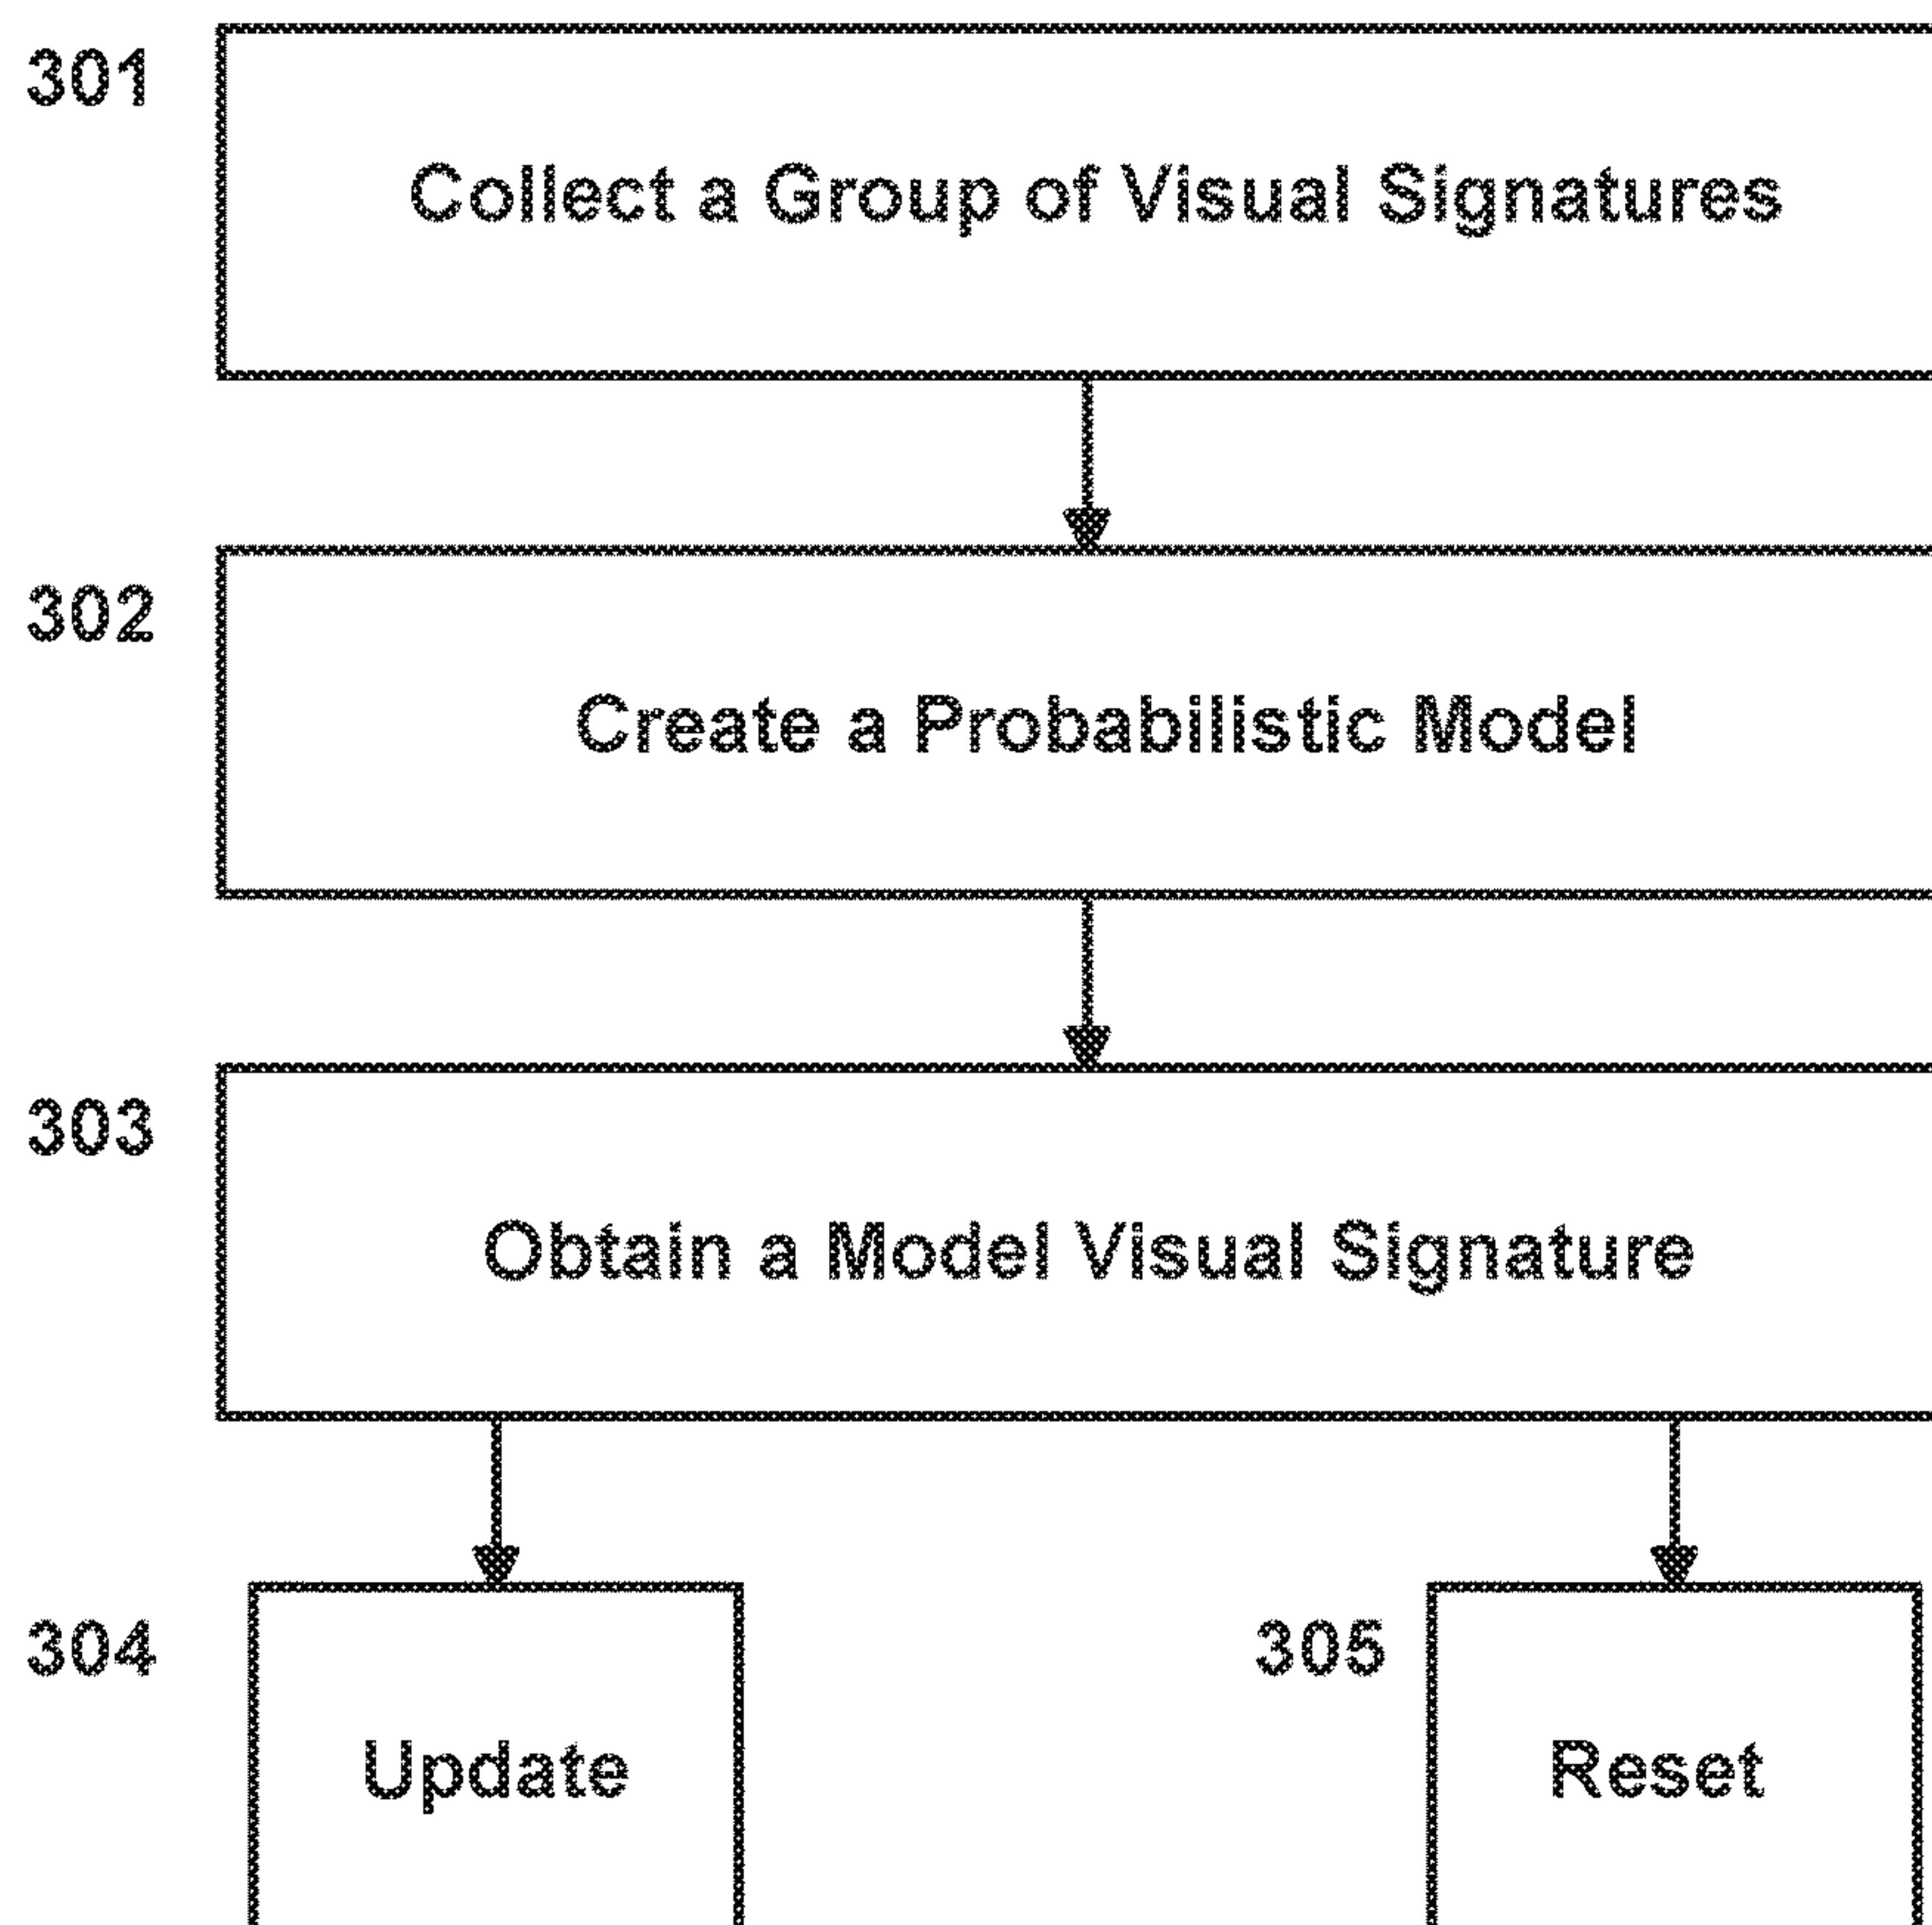 301
Collect a Group of Visual Signatures
302
Create a Probabilistic Model
303
Obtain a Model Visual Signature
304
Update
305
Reset